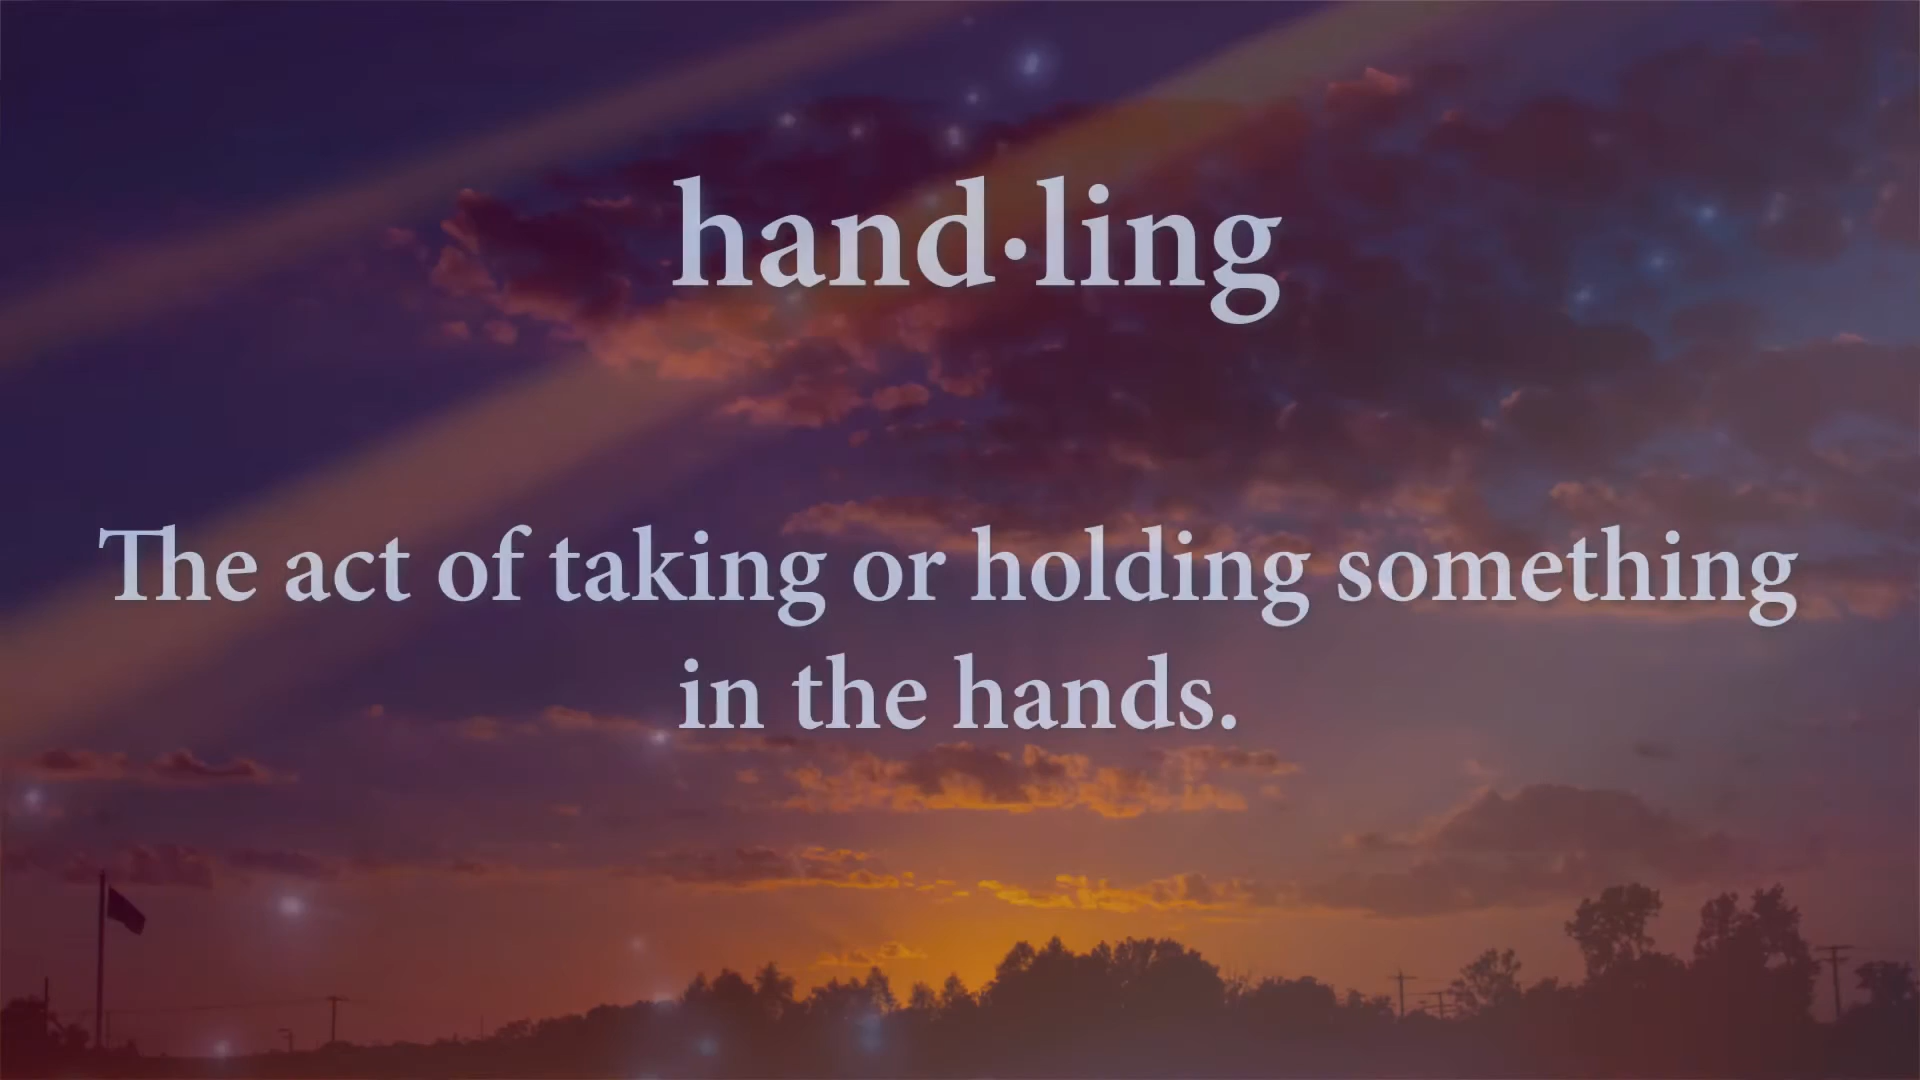 hand·ling
The act of taking or holding something
in the hands.